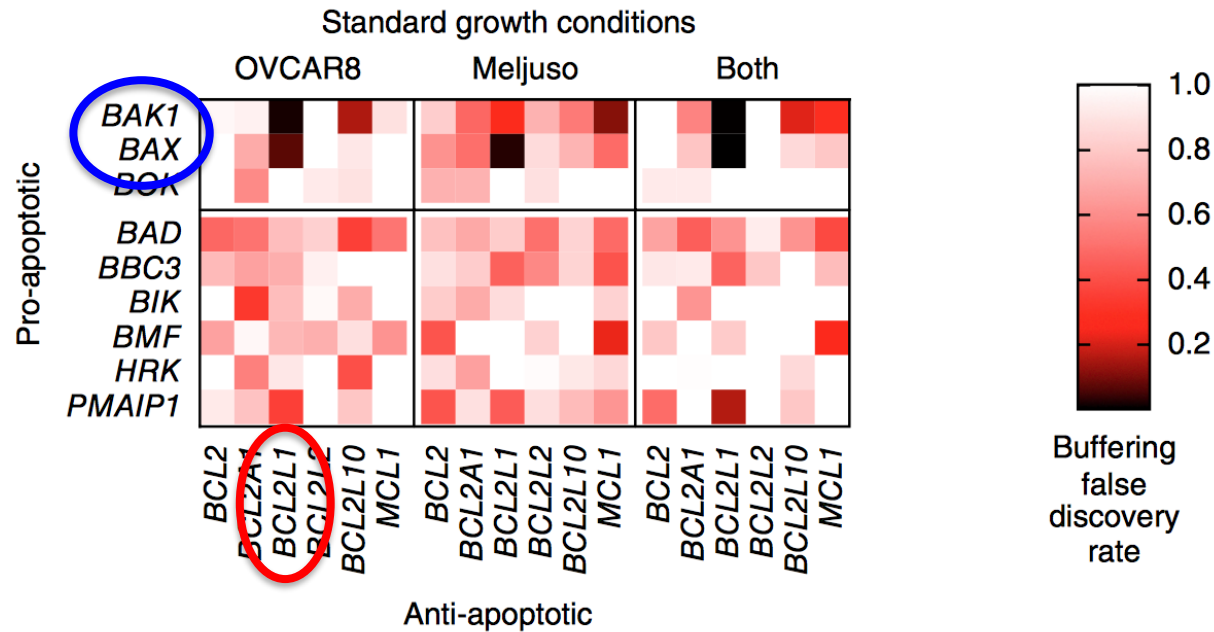 Standard growth conditions
OVCAR8 Meljuso Both
Pro-apoptotic
BAK1
BAX
BOK
BAD
BBC3
BIK
BMF
HRK
PMAIP1
BCL2 BCL2A1 BCL2L1 BCL2L2 BCL2L10 MCL1
BCL2 BCL2A1 BCL2L1 BCL2L2 BCL2L10 MCL1
BCL2 BCL2A1 BCL2L1 BCL2L2 BCL2L10 MCL1
Anti-apoptotic
1.0
0.8
0.6
0.4
0.2
Buffering
false
discovery
rate